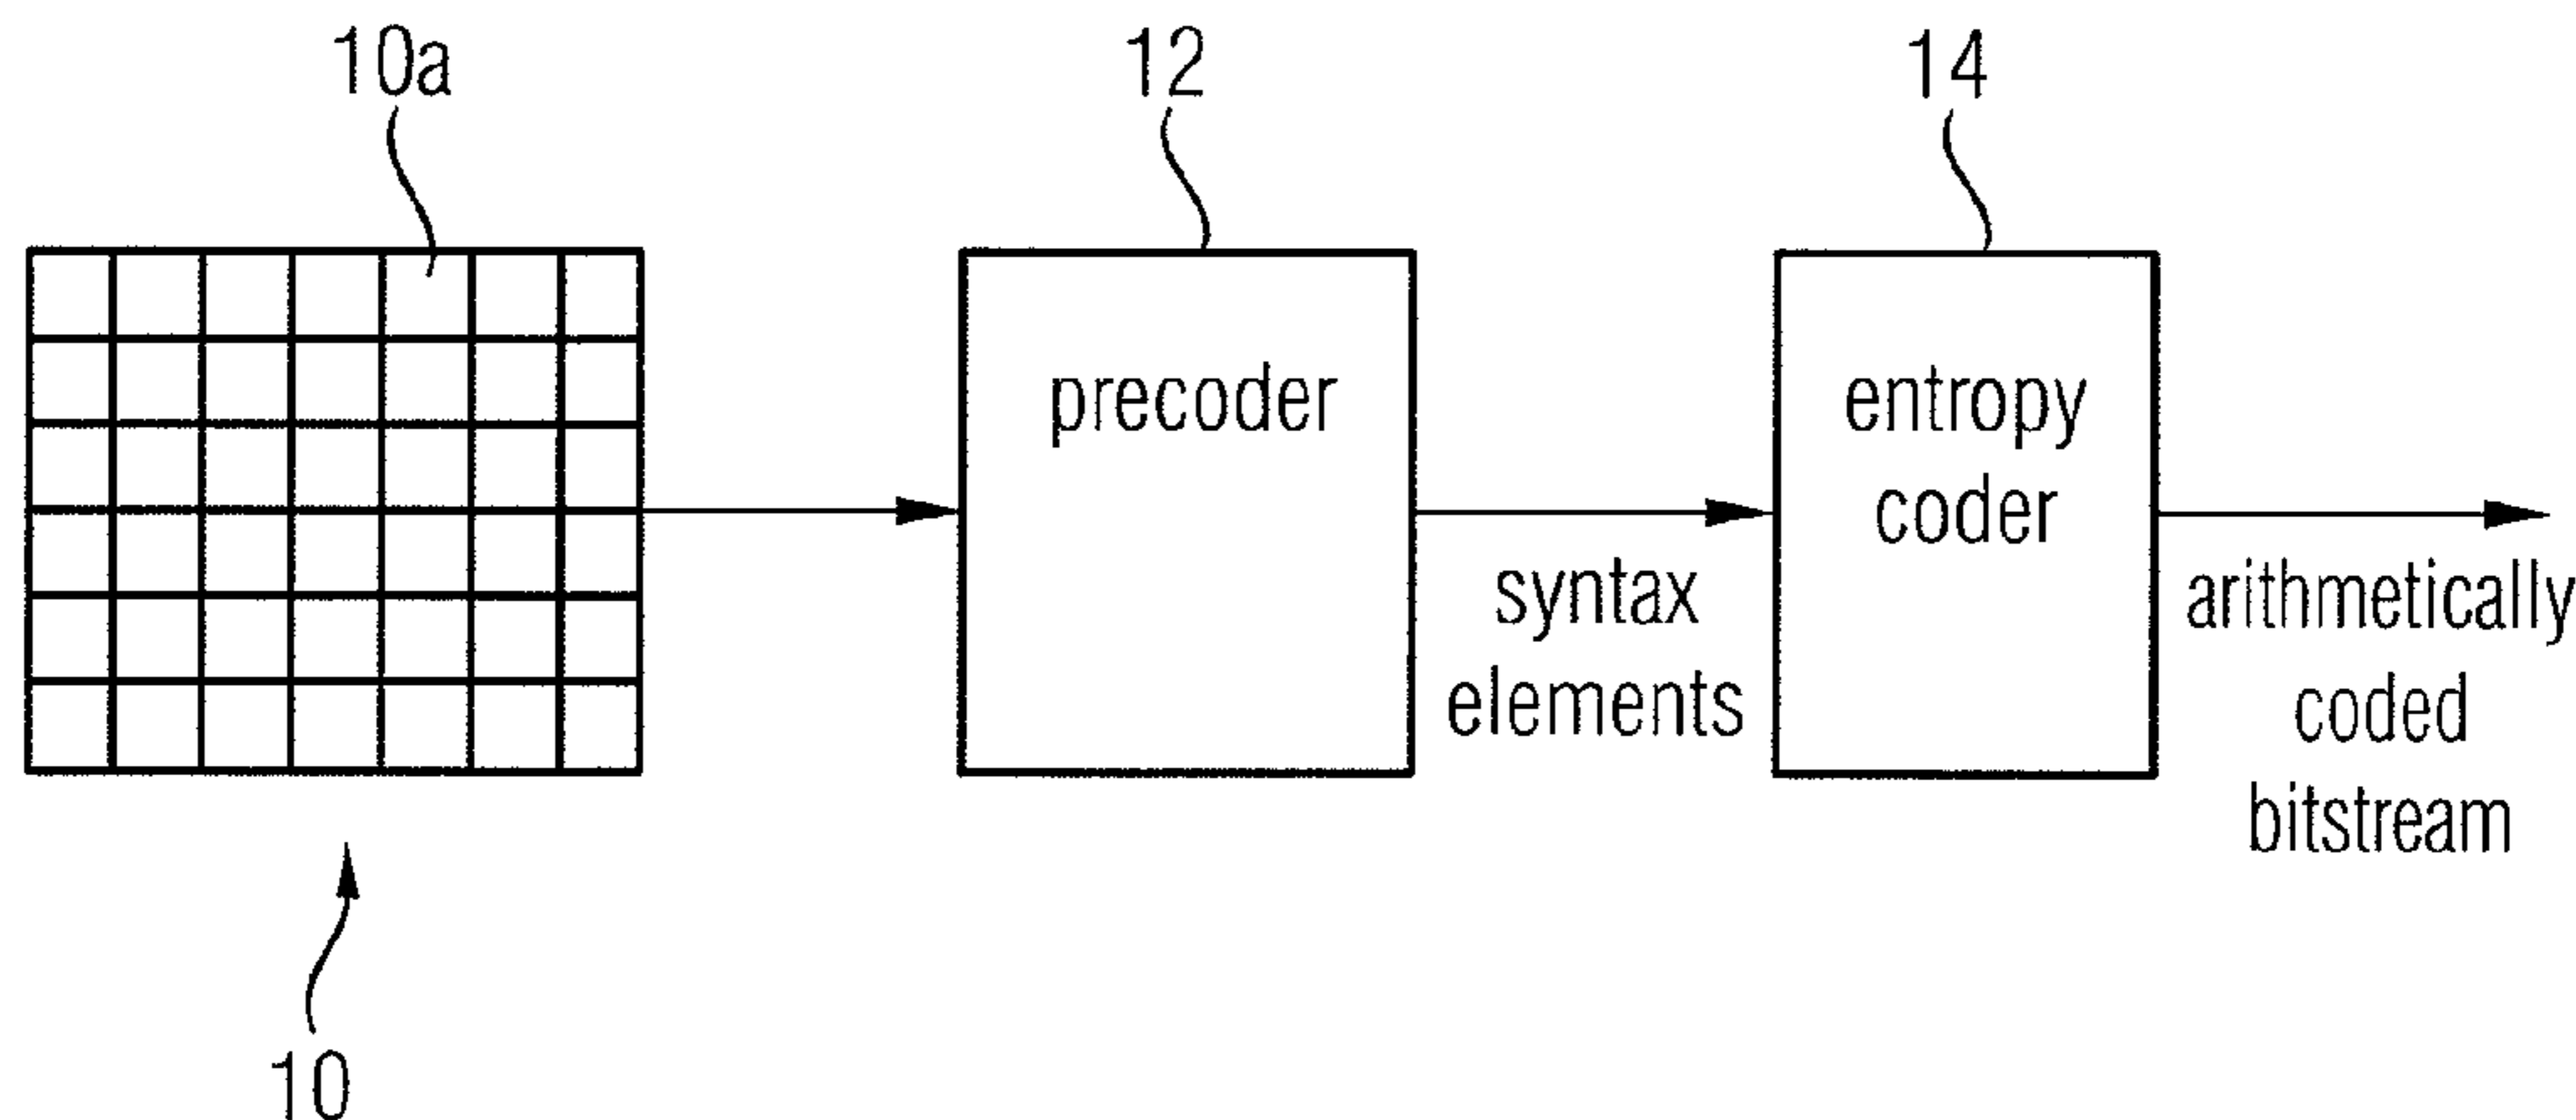 10a
12
14
precoder
entropy
coder
syntax
elements
arithmetically
coded
bitstream
10